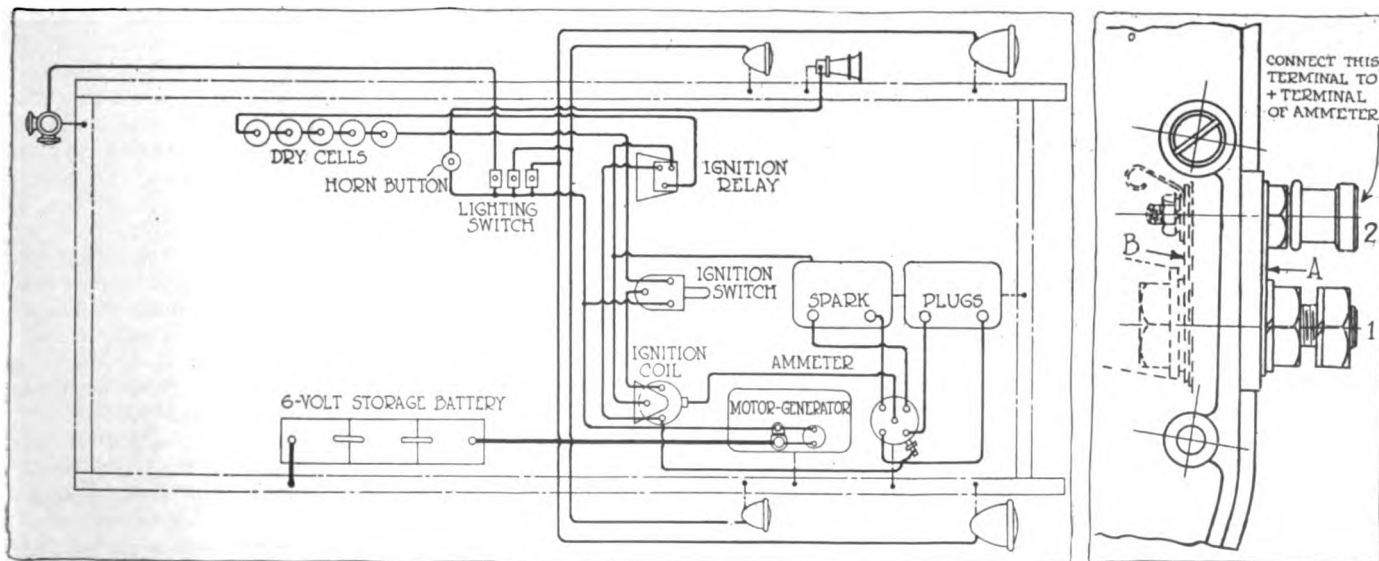 DRY CELLS
HORN BUTTON
LIGHTING
SWITCH
IGNITION
RELAY
IGNITION
SWITCH
SPARK
PLUGS
IGNITION
COIL
AMMETER
6-VOLT STORAGE BATTERY
MOTOR-GENERATOR
CONNECT THIS
TERMINAL TO
+ TERMINAL
OF AMMETER
2
B
A
1